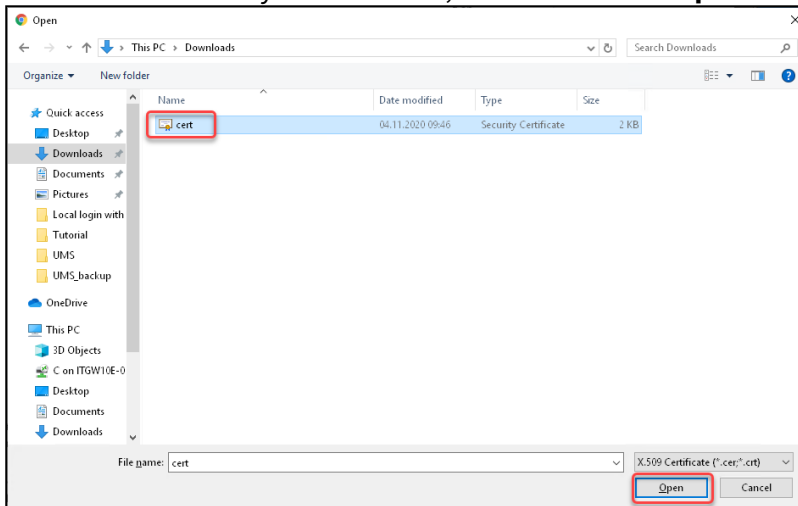 Open
This PC > Downloads
Search Downloads
Organize
New folder
Name
Date modified
Type
Size
Quick access
Desktop
Downloads
Documents
Pictures
Local login with
Tutorial
UMS
UMS_backup
OneDrive
This PC
3D Objects
C on ITGW10E-0
Desktop
Documents
Downloads
cert
04.11.2020 09:46
Security Certificate
2 KB
File name:
cert
X.509 Certificate (*.cer;*.crt)
Open
Cancel